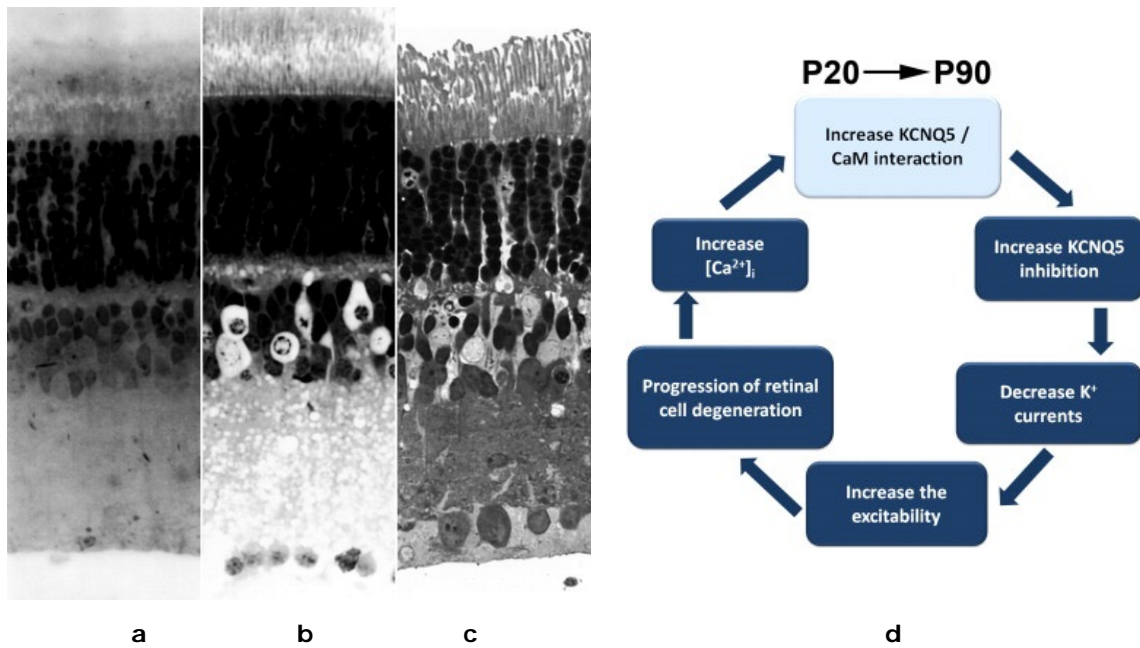 P20 → P90
Increase KCNQ5 /
CaM interaction
Increase
[Ca²⁺]ᵢ
Increase KCNQ5
inhibition
Progression of retinal
cell degeneration
Decrease K⁺
currents
Increase the
excitability
a b c d